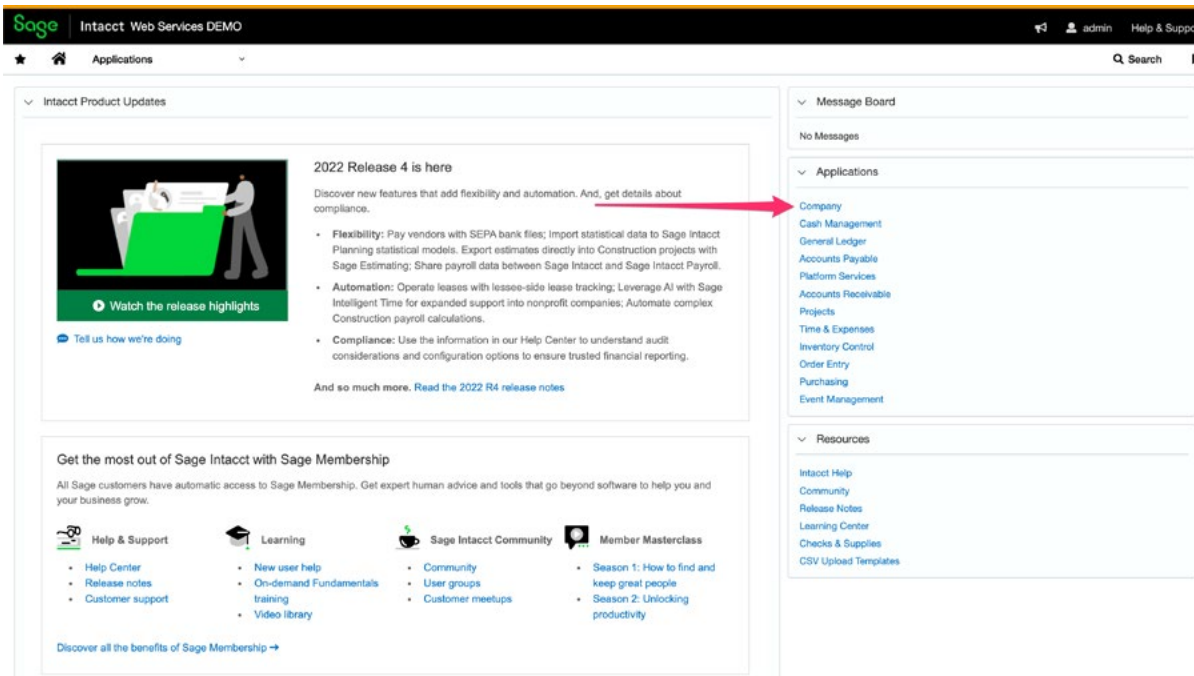 Sage Intacct Web Services DEMO
admin Help & Suppo
Applications
Search
Intacct Product Updates
2022 Release 4 is here
Discover new features that add flexibility and automation. And, get details about
compliance.
• Flexibility: Pay vendors with SEPA bank files; Import statistical data to Sage Intacct
Planning statistical models. Export estimates directly into Construction projects with
Sage Estimating; Share payroll data between Sage Intacct and Sage Intacct Payroll.
• Automation: Operate leases with lessee-side lease tracking; Leverage AI with Sage
Intelligent Time for expanded support into nonprofit companies; Automate complex
Construction payroll calculations.
• Compliance: Use the information in our Help Center to understand audit
considerations and configuration options to ensure trusted financial reporting.
And so much more. Read the 2022 R4 release notes
Watch the release highlights
Tell us how we're doing
Get the most out of Sage Intacct with Sage Membership
All Sage customers have automatic access to Sage Membership. Get expert human advice and tools that go beyond software to help you and
your business grow.
Help & Support
• Help Center
• Release notes
• Customer support
Learning
• New user help
• On-demand Fundamentals
training
• Video library
Sage Intacct Community
• Community
• User groups
• Customer meetups
Member Masterclass
• Season 1: How to find and
keep great people
• Season 2: Unlocking
productivity
Discover all the benefits of Sage Membership →
Message Board
No Messages
Applications
Company
Cash Management
General Ledger
Accounts Payable
Platform Services
Accounts Receivable
Projects
Time & Expenses
Inventory Control
Order Entry
Purchasing
Event Management
Resources
Intacct Help
Community
Release Notes
Learning Center
Checks & Supplies
CSV Upload Templates